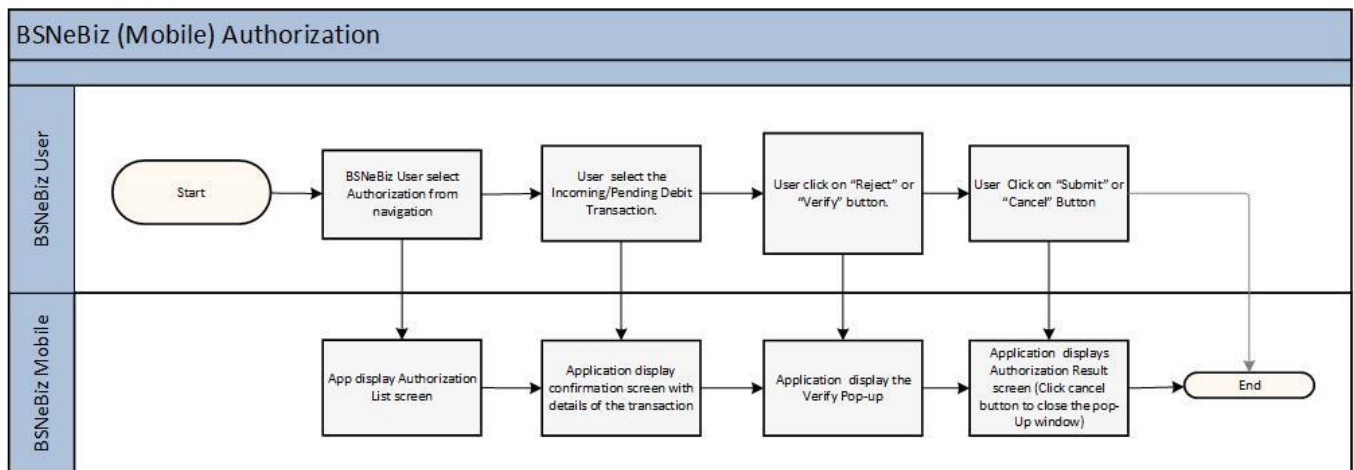 BSNeBiz (Mobile) Authorization
BSNeBiz User
Start
BSNeBiz User select
Authorization from
navigation
User select the
Incoming/Pending Debit
Transaction.
User click on “Reject” or
“Verify” button.
User Click on “Submit” or
“Cancel” Button
BSNeBiz Mobile
App display Authorization
List screen
Application display
confirmation screen with
details of the transaction
Application display the
Verify Pop-up
Application displays
Authorization Result
screen (Click cancel
button to close the pop-
Up window)
End